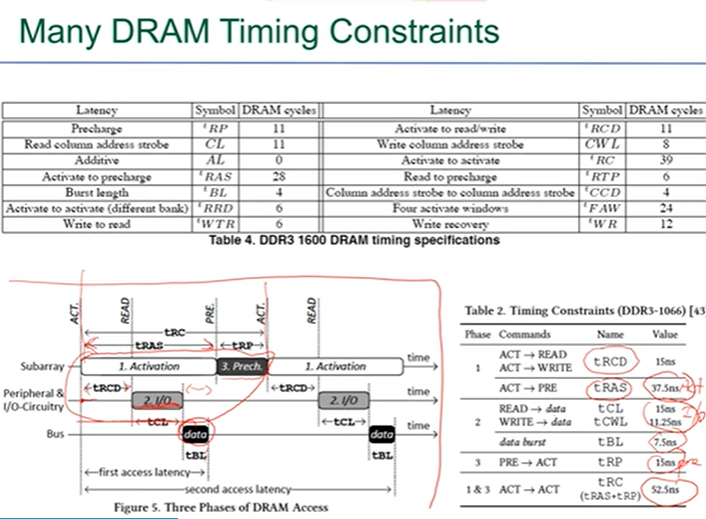 Many DRAM Timing Constraints
Latency Symbol DRAM cycles Latency Symbol DRAM cycles
Precharge tRP 11 Activate to read/write tRCD 11
Read column address strobe CL 11 Write column address strobe CWL 8
Additive AL 0 Activate to activate tRC 39
Activate to precharge tRAS 28 Read to precharge tRTP 6
Burst length tBL 4 Column address strobe to column address strobe tCCD 4
Activate to activate (different bank) tRRD 6 Four activate windows tFAW 24
Write to read tWTR 6 Write recovery tWR 12
Table 4. DDR3 1600 DRAM timing specifications
ACT. READ PRE. ACT. READ
tRC
tRAS tRP
time
Subarray 1. Activation 3. Prech. 1. Activation
tRCD tRCD
time
Peripheral & I/O-Circuitry 2. I/O 2. I/O
tCL tCL
time
Bus data data
tBL tBL
first access latency
second access latency
Figure 5. Three Phases of DRAM Access
Table 2. Timing Constraints (DDR3-1066) [43
Phase Commands Name Value
1 ACT → READ tRCD 15ns
ACT → WRITE
ACT → PRE tRAS 37.5ns
2 READ → data tCL 15ns
WRITE → data tCWL 11.25ns
data burst tBL 7.5ns
3 PRE → ACT tRP 15ns
1 & 3 ACT → ACT tRC 52.5ns
(tRAS+tRP)